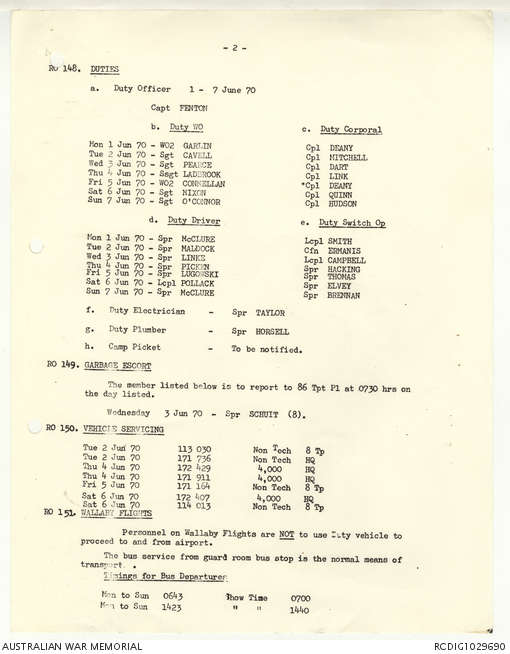 - 2 -
RO 148. DUTIES
a. Duty Officer 1 - 7 June 70
Capt FENTON
b. Duty WO
Mon 1 Jun 70 - WO2 GARLIN
Tue 2 Jun 70 - Sgt CAVELL
Wed 3 Jun 70 - Sgt PEARCE
Thu 4 Jun 70 - Ssgt LADBROOK
Fri 5 Jun 70 - WO2 CONNELLAN
Sat 6 Jun 70 - Sgt NIXON
Sun 7 Jun 70 - Sgt O'CONNOR
c. Duty Corporal
Cpl DEANY
Cpl MITCHELL
Cpl DART
Cpl LINK
*Cpl DEANY
Cpl QUINN
Cpl HUDSON
d. Duty Driver
Mon 1 Jun 70 - Spr McCLURE
Tue 2 Jun 70 - Spr MALDOCK
Wed 3 Jun 70 - Spr LINKE
Thu 4 Jun 70 - Spr PICKEN
Fri 5 Jun 70 - Spr LUGOWSKI
Sat 6 Jun 70 - Lcpl POLLACK
Sun 7 Jun 70 - Spr McCLURE
e. Duty Switch Op
Lcpl SMITH
Cfn ERMANIS
Lcpl CAMPBELL
Spr HACKING
Spr THOMAS
Spr ELVEY
Spr BRENNAN
f. Duty Electrician - Spr TAYLOR
g. Duty Plumber - Spr HORSELL
h. Camp Picket - To be notified.
RO 149. GARBAGE ESCORT
The member listed below is to report to 86 Tpt Pl at 0730 hrs on
the day listed.
Wednesday 3 Jun 70 - Spr SCHUIT (8).
RO 150. VEHICLE SERVICING
Tue 2 Jun 70 113 030 Non Tech 8 Tp
Tue 2 Jun 70 171 736 Non Tech HQ
Thu 4 Jun 70 172 429 4,000 HQ
Thu 4 Jun 70 171 911 4,000 HQ
Fri 5 Jun 70 171 164 Non Tech 8 Tp
Sat 6 Jun 70 172 407 4,000 HQ
Sat 6 Jun 70 114 013 Non Tech 8 Tp
RO 151. WALLABY FLIGHTS
Personnel on Wallaby Flights are NOT to use Duty vehicle to
proceed to and from airport.
The bus service from guard room bus stop is the normal means of
transport.
Timings for Bus Departures
Mon to Sun 0643 Show Time 0700
Mon to Sun 1423 " " 1440
AUSTRALIAN WAR MEMORIAL
RCDIG1029690